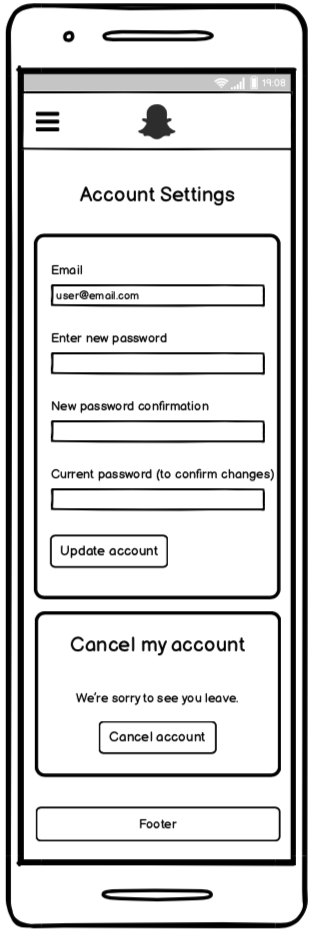 19:08
Account Settings
Email
user@email.com
Enter new password
New password confirmation
Current password (to confirm changes)
Update account
Cancel my account
We're sorry to see you leave.
Cancel account
Footer